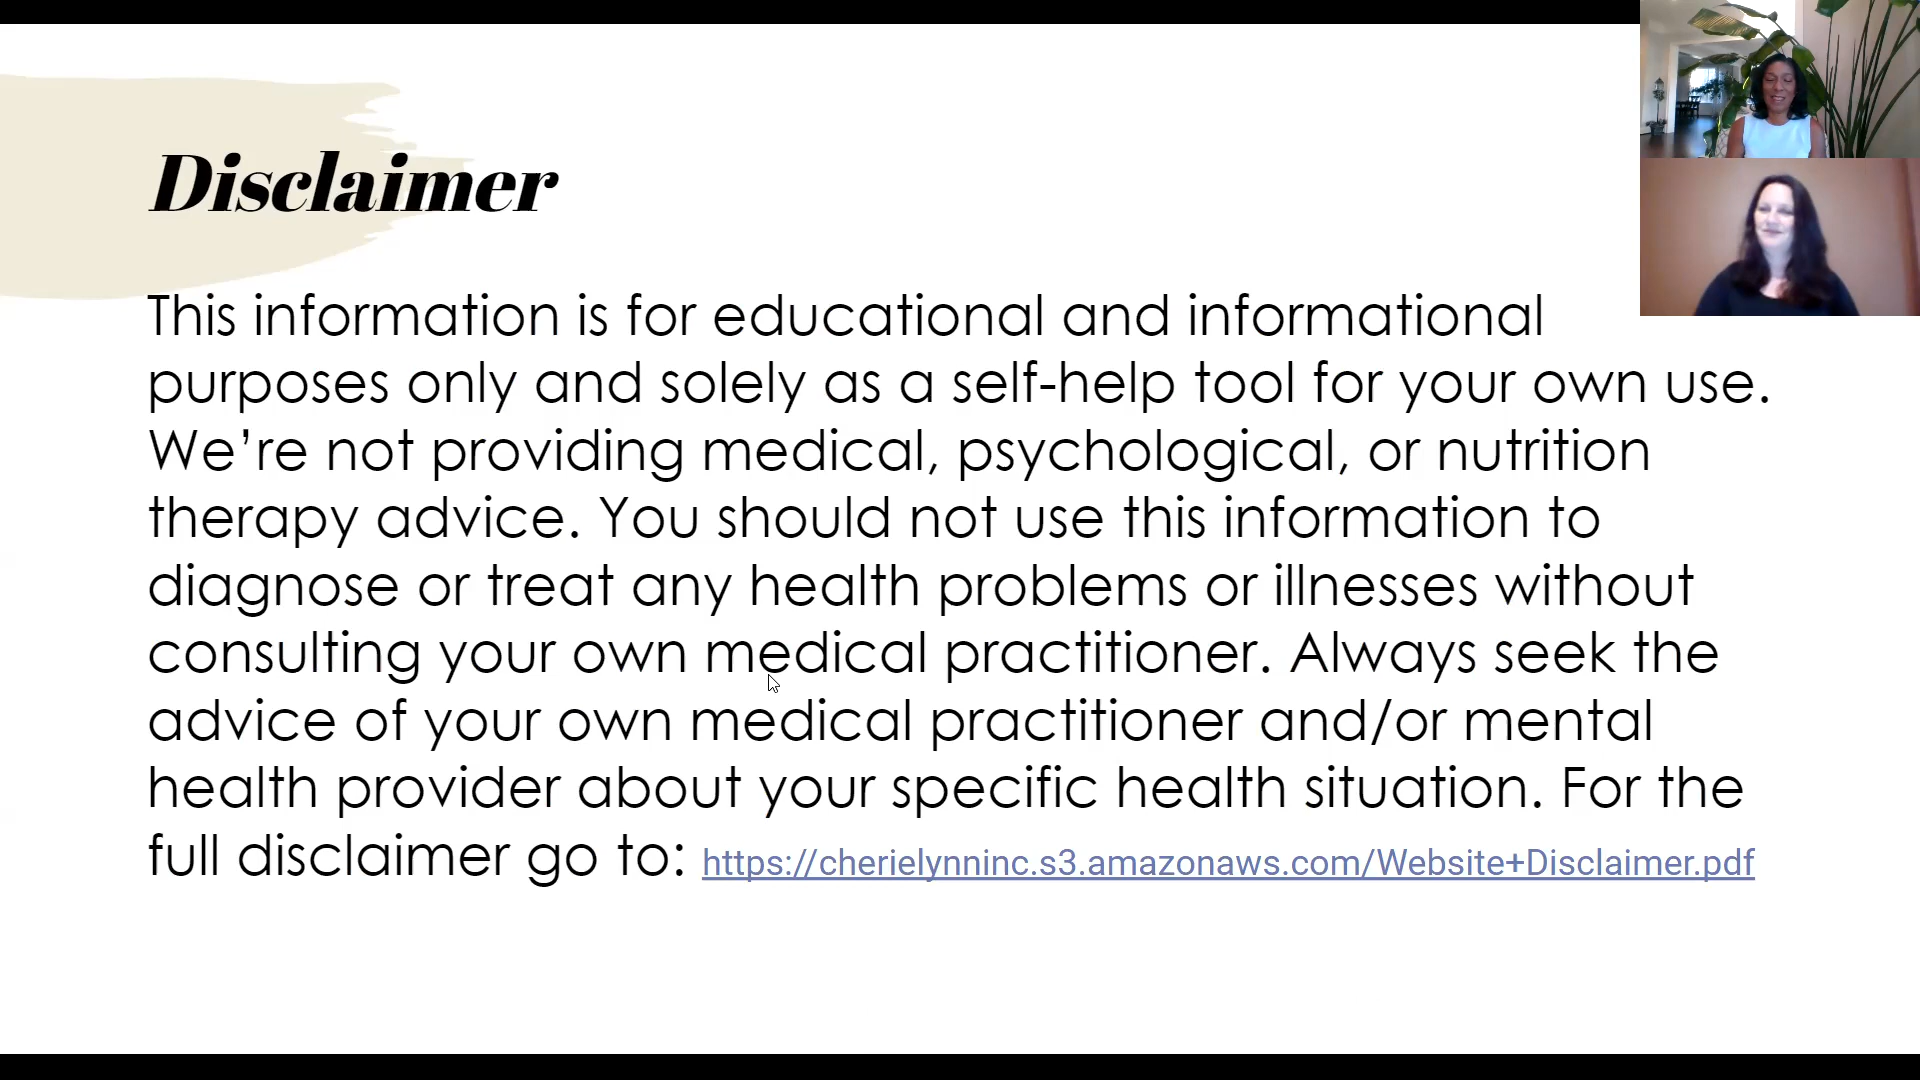 Disclaimer
This information is for educational and informational
purposes only and solely as a self-help tool for your own use.
We’re not providing medical, psychological, or nutrition
therapy advice. You should not use this information to
diagnose or treat any health problems or illnesses without
consulting your own medical practitioner. Always seek the
advice of your own medical practitioner and/or mental
health provider about your specific health situation. For the
full disclaimer go to: https://cherielynninc.s3.amazonaws.com/Website+Disclaimer.pdf